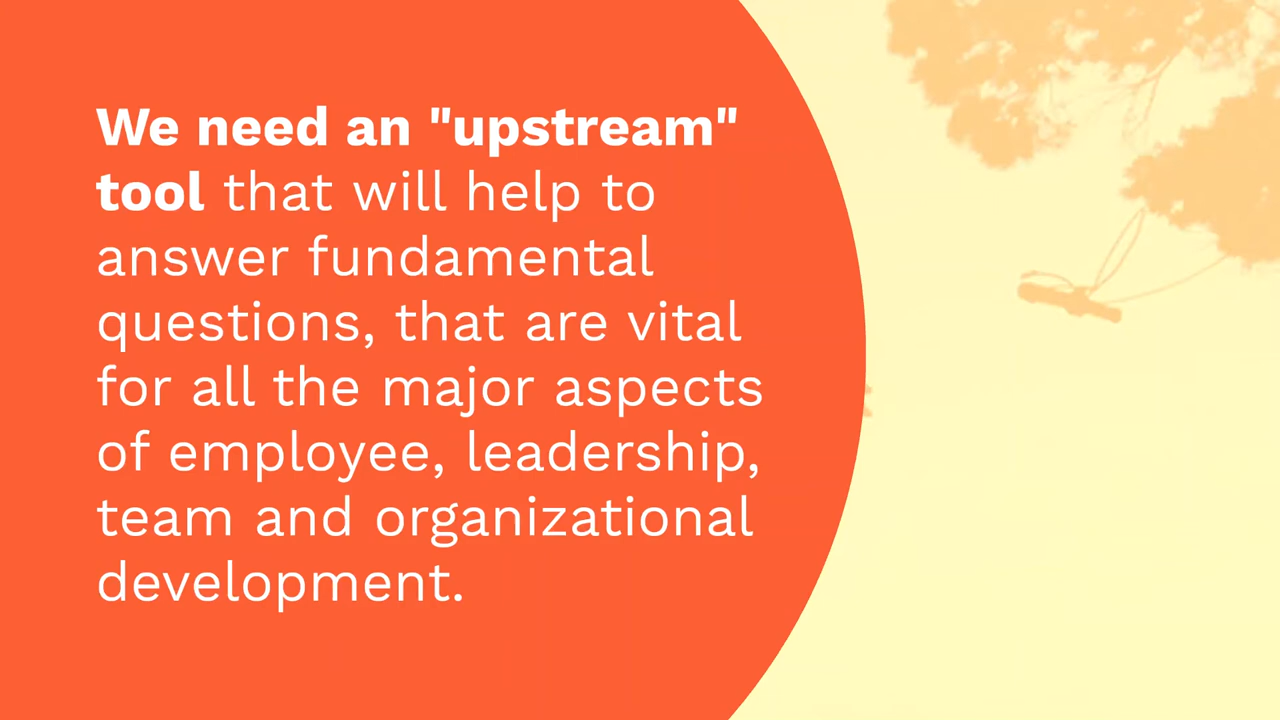 We need an "upstream"
tool that will help to
answer fundamental
questions, that are vital
for all the major aspects
of employee, leadership,
team and organizational
development.